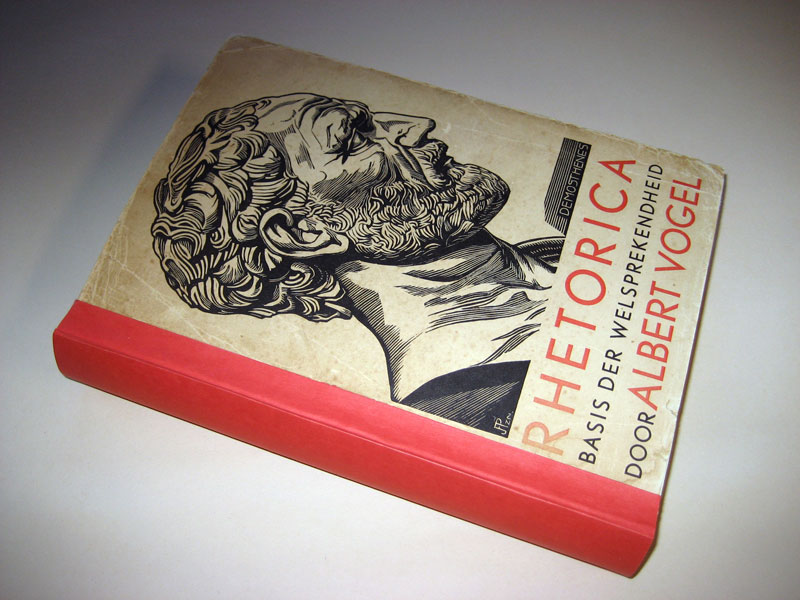 DEMOSTHENES
RHETORICA
BASIS DER WELSPREKENDHEID
DOOR ALBERT VOGEL